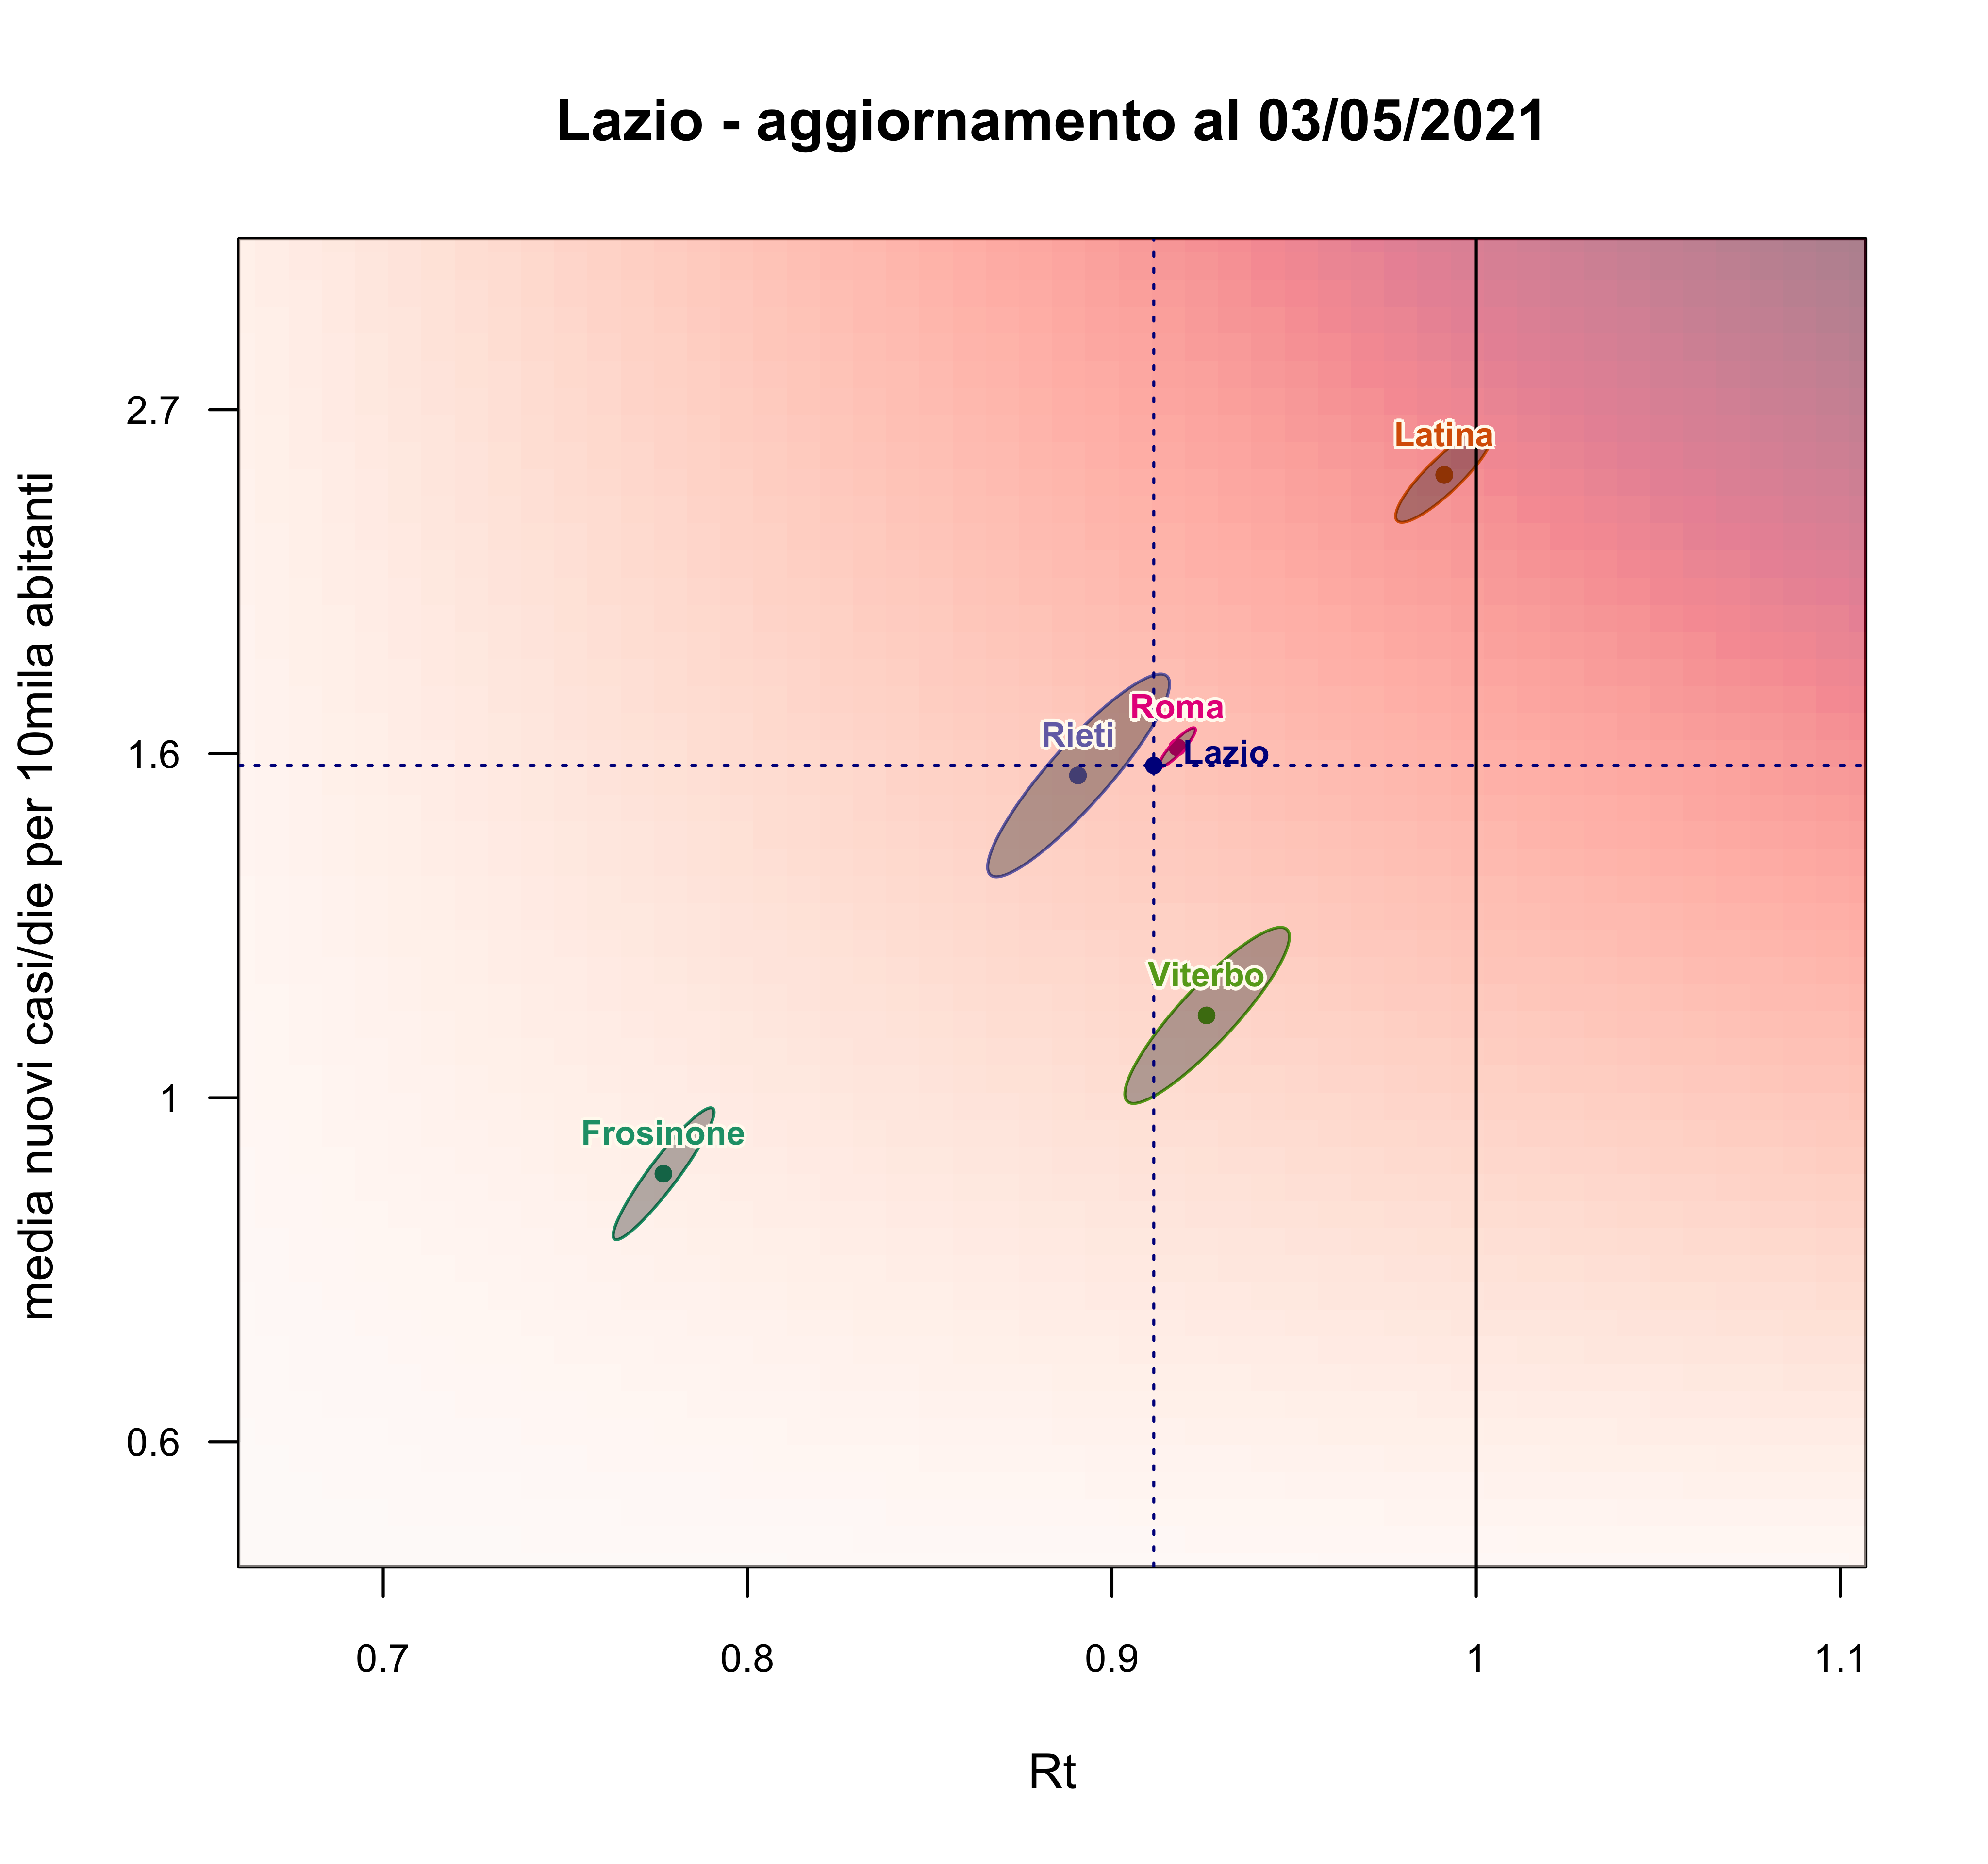 Lazio - aggiornamento al 03/05/2021
media nuovi casi/die per 10mila abitanti
2.7
1.6
1
0.6
Latina
Roma
Rieti
Lazio
Viterbo
Frosinone
0.7
0.8
0.9
1
1.1
Rt